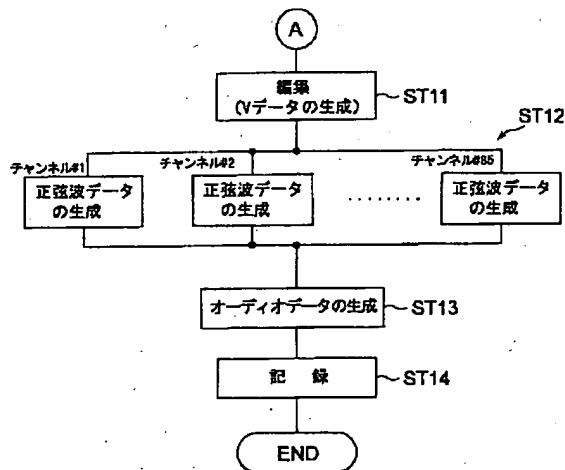 A
編集
(Vデータの生成)
ST11
ST12
チャンネル#1
チャンネル#2
チャンネル#85
正弦波データ
の生成
正弦波データ
の生成
........
正弦波データ
の生成
オーディオデータの生成
ST13
記 録
ST14
END